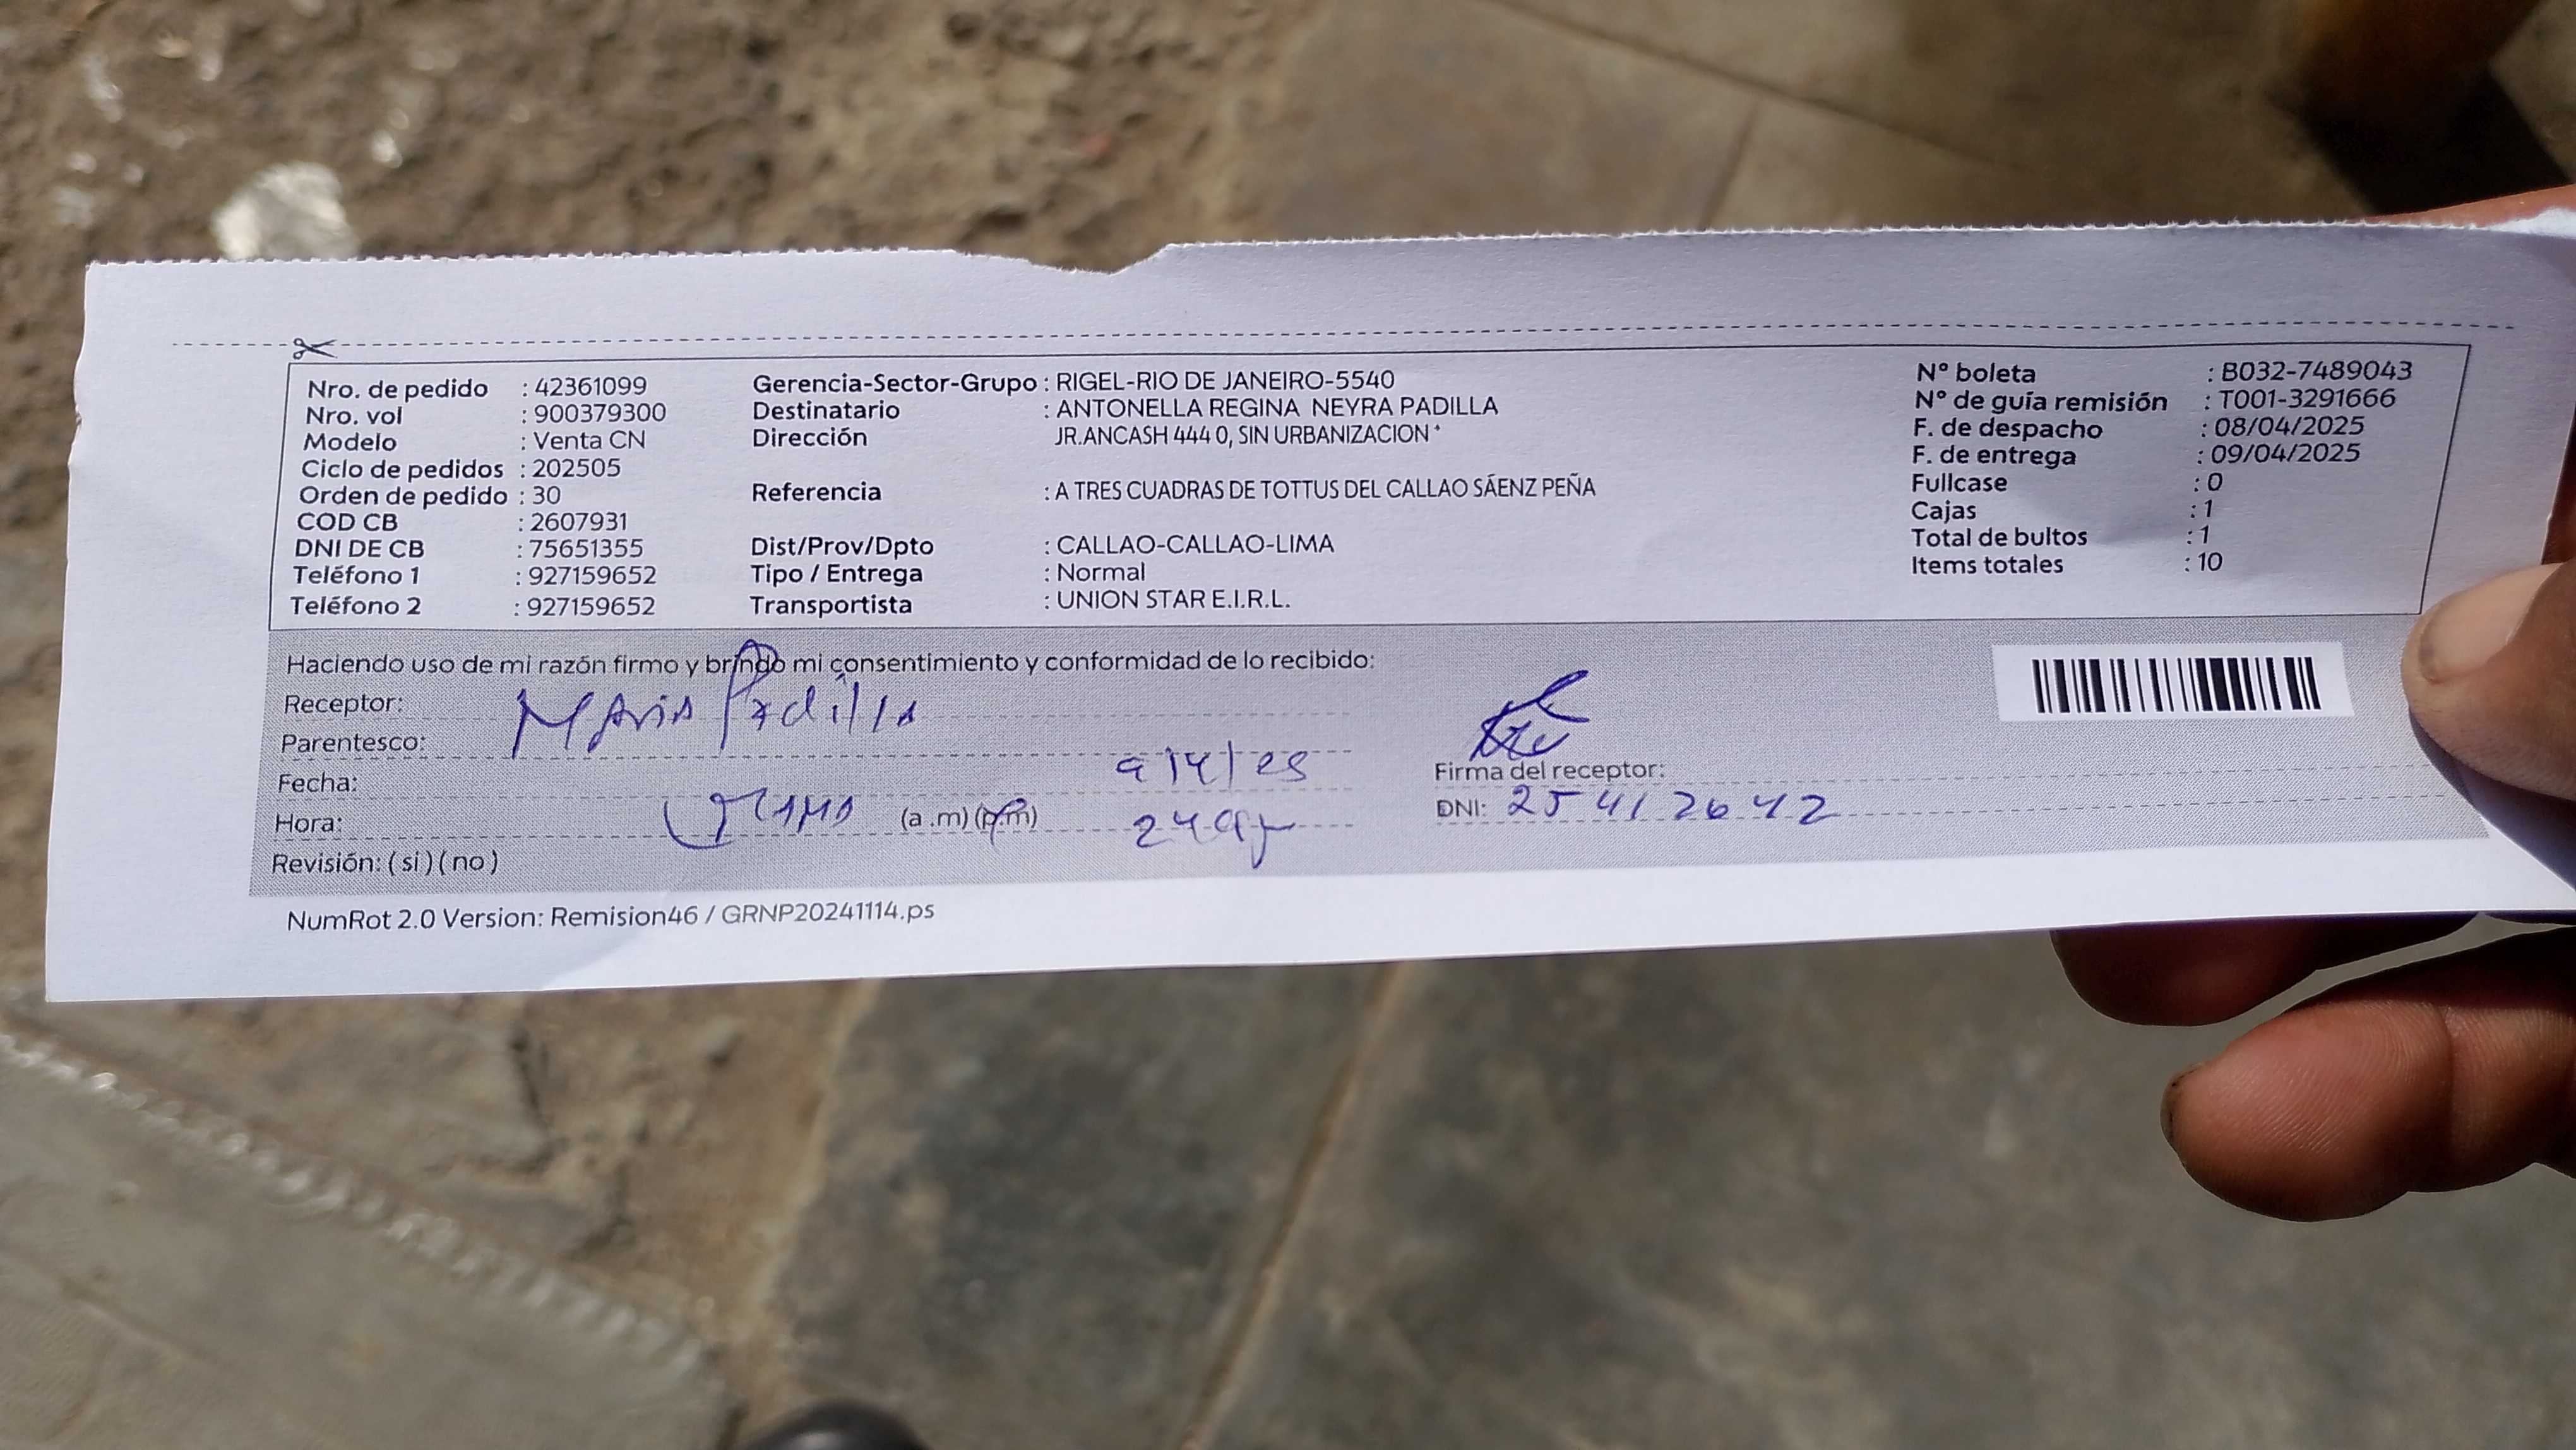 Nro. de pedido : 42361099
Nro. vol : 900379300
Modelo : Venta CN
Ciclo de pedidos : 202505
Orden de pedido : 30
COD CB : 2607931
DNI DE CB : 75651355
Teléfono 1 : 927159652
Teléfono 2 : 927159652
Gerencia-Sector-Grupo : RIGEL-RIO DE JANEIRO-5540
Destinatario : ANTONELLA REGINA NEYRA PADILLA
Dirección JR.ANCASH 444 0, SIN URBANIZACION *
Referencia : A TRES CUADRAS DE TOTTUS DEL CALLAO SÁENZ PEÑA
Dist/Prov/Dpto : CALLAO-CALLAO-LIMA
Tipo / Entrega : Normal
Transportista : UNION STAR E.I.R.L.
N° boleta : B032-7489043
N° de guía remisión : T001-3291666
F. de despacho : 08/04/2025
F. de entrega : 09/04/2025
Fullcase : 0
Cajas : 1
Total de bultos : 1
Items totales : 10
Haciendo uso de mi razón firmo y brindo mi consentimiento y conformidad de lo recibido:
Receptor: Maria Padilla
Parentesco:
Fecha: 9/4/25
Hora: (a .m) (p.m)
Revisión: ( si ) ( no )
Firma del receptor:
DNI: 25412642
NumRot 2.0 Version: Remision46 / GRNP20241114.ps